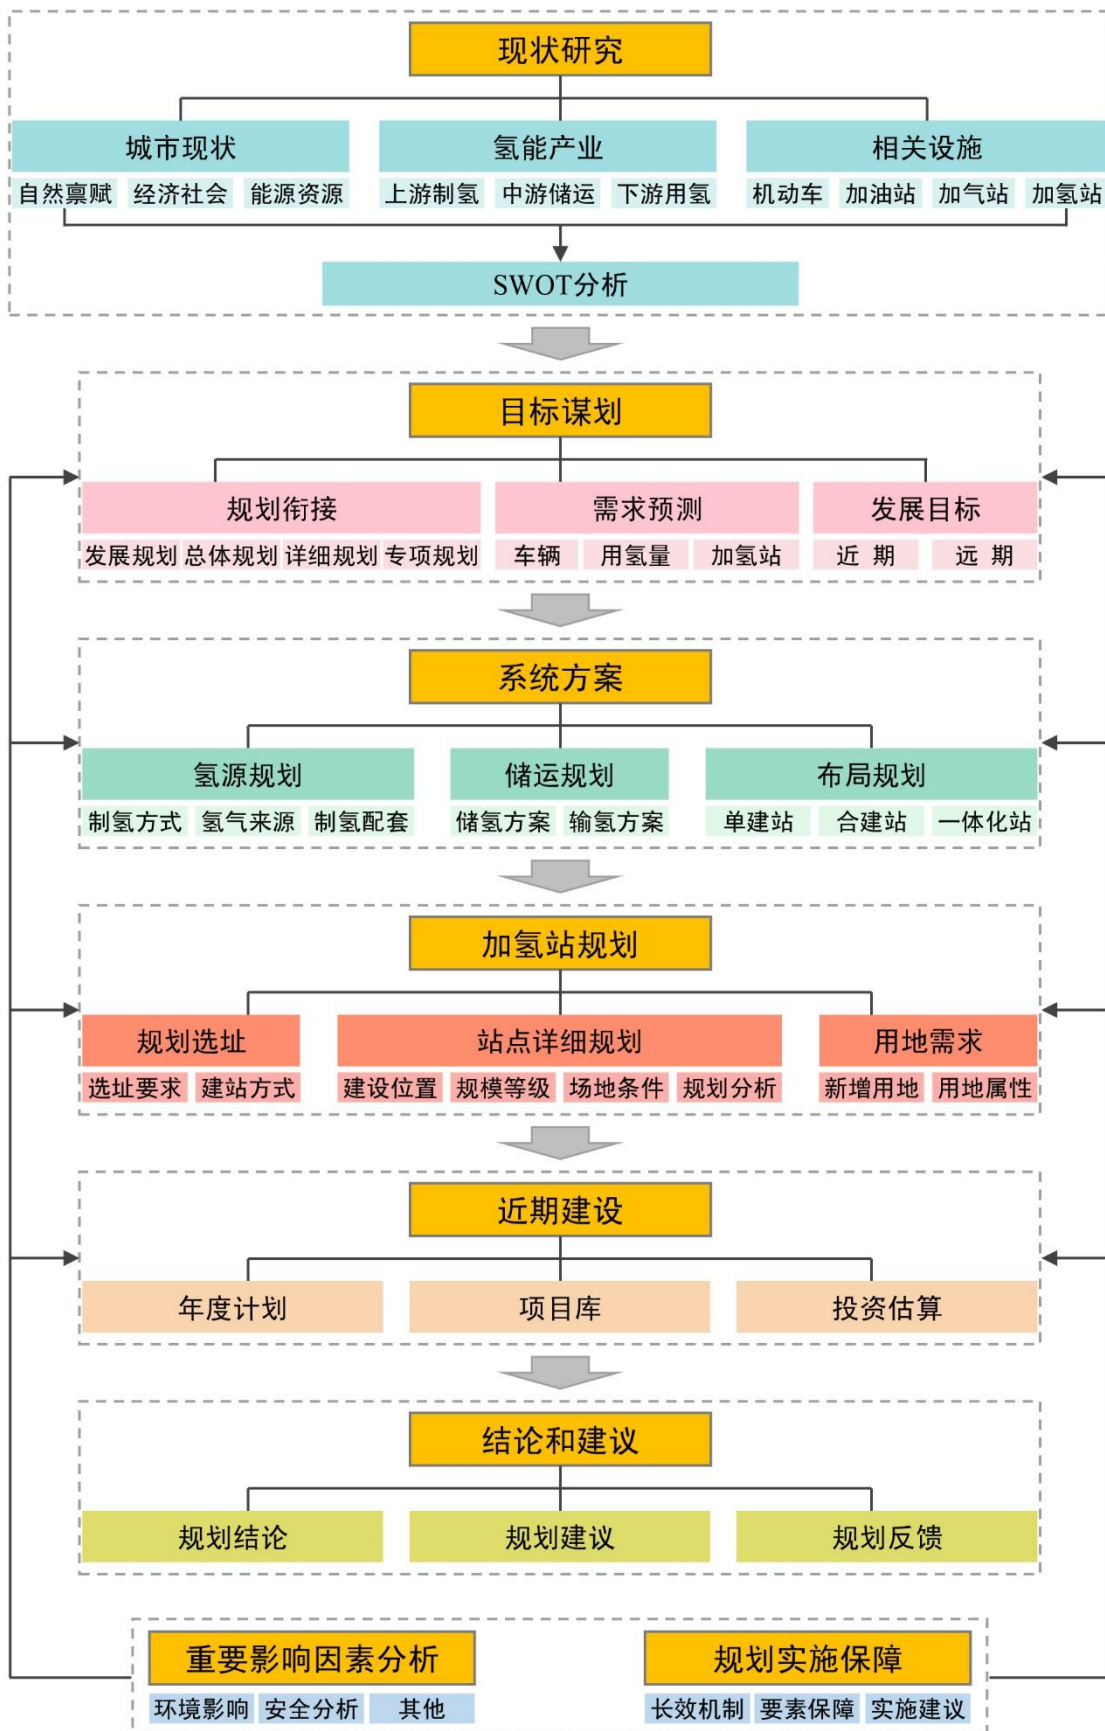 现状研究
城市现状 氢能产业 相关设施
自然禀赋 经济社会 能源资源 上游制氢 中游储运 下游用氢 机动车 加油站 加气站 加氢站
SWOT分析
目标谋划
规划衔接 需求预测 发展目标
发展规划 总体规划 详细规划 专项规划 车辆 用氢量 加氢站 近 期 远 期
系统方案
氢源规划 储运规划 布局规划
制氢方式 氢气来源 制氢配套 储氢方案 输氢方案 单建站 合建站 一体化站
加氢站规划
规划选址 站点详细规划 用地需求
选址要求 建站方式 建设位置 规模等级 场地条件 规划分析 新增用地 用地属性
近期建设
年度计划 项目库 投资估算
结论和建议
规划结论 规划建议 规划反馈
重要影响因素分析 规划实施保障
环境影响 安全分析 其他 长效机制 要素保障 实施建议